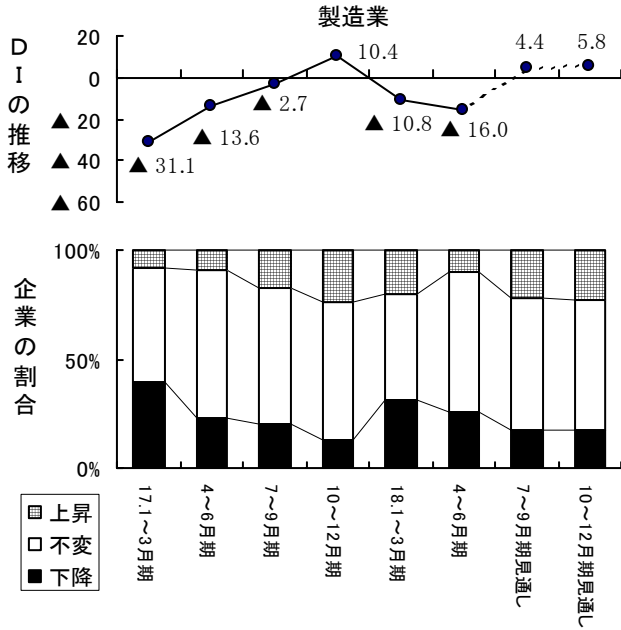 製造業
DIの推移
20
0
▲ 20
▲ 40
▲ 60
▲ 31.1
▲ 13.6
▲ 2.7
10.4
▲ 10.8
▲ 16.0
4.4
5.8
企業の割合
100%
50%
0%
17.1～3月期
4～6月期
7～9月期
10～12月期
18.1～3月期
4～6月期
7～9月期見通し
10～12月期見通し
上昇
不変
下降